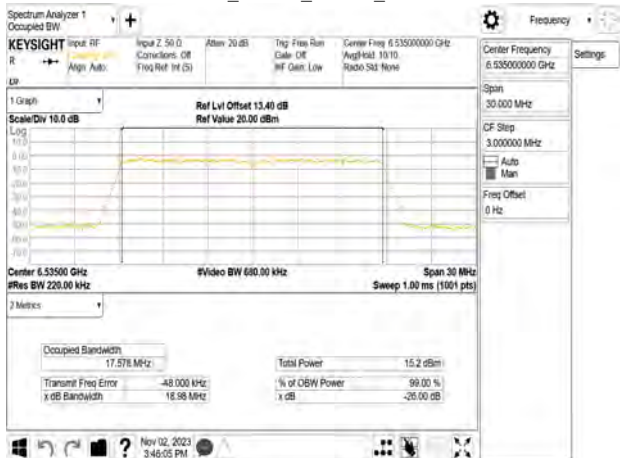 Spectrum Analyzer 1
Occupied BW
Frequency
KEYSIGHT
Input: RF
Input Z: 50 Ω
Atten: 20 dB
Trig: Free Run
Center Freq: 6.535000000 GHz
R
Corrections: Off
Gate: Off
Avg|Hold: 10/10
Align: Auto
Freq Ref: Int (S)
#IF Gain: Low
Radio Std: None
Center Frequency
6.535000000 GHz
Settings
Span
30.000 MHz
CF Step
3.000000 MHz
Auto
Man
Freq Offset
0 Hz
1 Graph
Ref Lvl Offset 13.40 dB
Scale/Div 10.0 dB
Ref Value 20.00 dBm
Log
10.0
0.00
Center 6.53500 GHz
#Video BW 680.00 kHz
Span 30 MHz
#Res BW 220.00 kHz
Sweep 1.00 ms (1001 pts)
2 Metrics
Occupied Bandwidth
17.578 MHz
Total Power
15.2 dBm
Transmit Freq Error
-48.000 kHz
% of OBW Power
99.00 %
x dB Bandwidth
18.98 MHz
x dB
-26.00 dB
?
Nov 02, 2023
3:46:05 PM